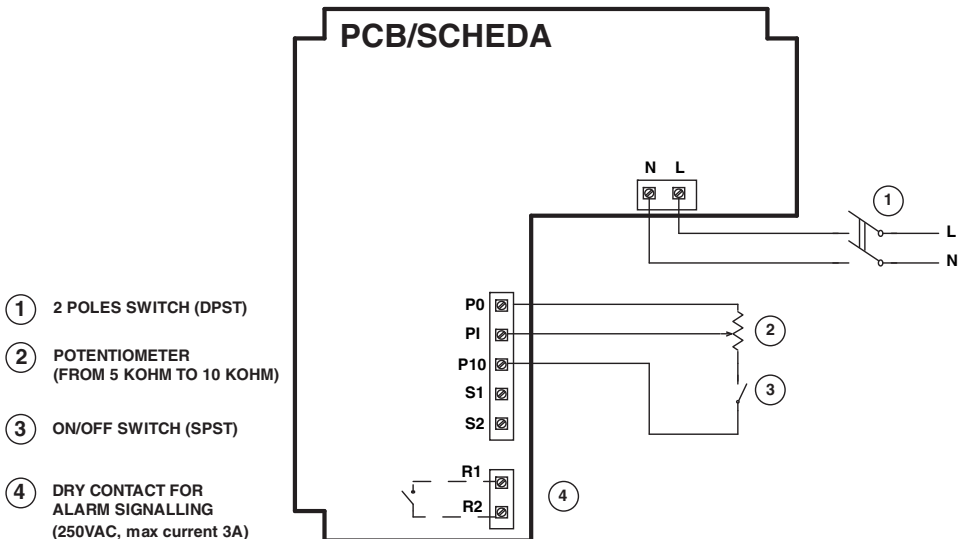 PCB/SCHEDA
N L
1
L
N
P0
PI
P10
S1
S2
2
3
R1
R2
4
1 2 POLES SWITCH (DPST)
2 POTENTIOMETER
(FROM 5 KOHM TO 10 KOHM)
3 ON/OFF SWITCH (SPST)
4 DRY CONTACT FOR
ALARM SIGNALLING
(250VAC, max current 3A)